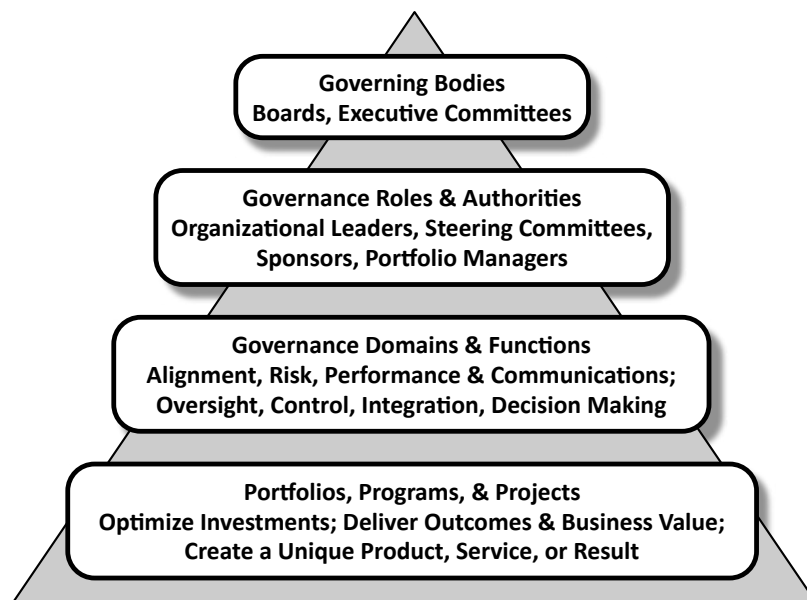 Governing Bodies
Boards, Executive Committees
Governance Roles & Authorities
Organizational Leaders, Steering Committees,
Sponsors, Portfolio Managers
Governance Domains & Functions
Alignment, Risk, Performance & Communications;
Oversight, Control, Integration, Decision Making
Portfolios, Programs, & Projects
Optimize Investments; Deliver Outcomes & Business Value;
Create a Unique Product, Service, or Result